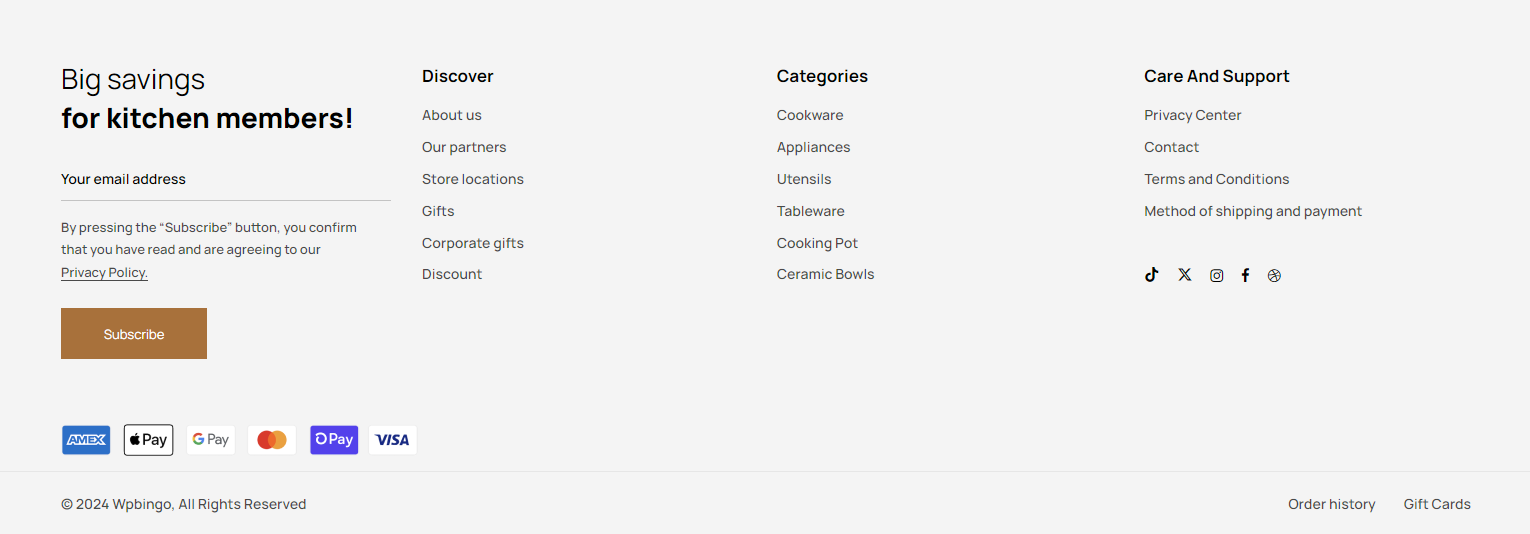 Big savings
for kitchen members!
Your email address
By pressing the “Subscribe” button, you confirm
that you have read and are agreeing to our
Privacy Policy.
Subscribe
Discover
About us
Our partners
Store locations
Gifts
Corporate gifts
Discount
Categories
Cookware
Appliances
Utensils
Tableware
Cooking Pot
Ceramic Bowls
Care And Support
Privacy Center
Contact
Terms and Conditions
Method of shipping and payment
AMEX Pay G Pay OPay VISA
© 2024 Wpbingo, All Rights Reserved
Order history Gift Cards